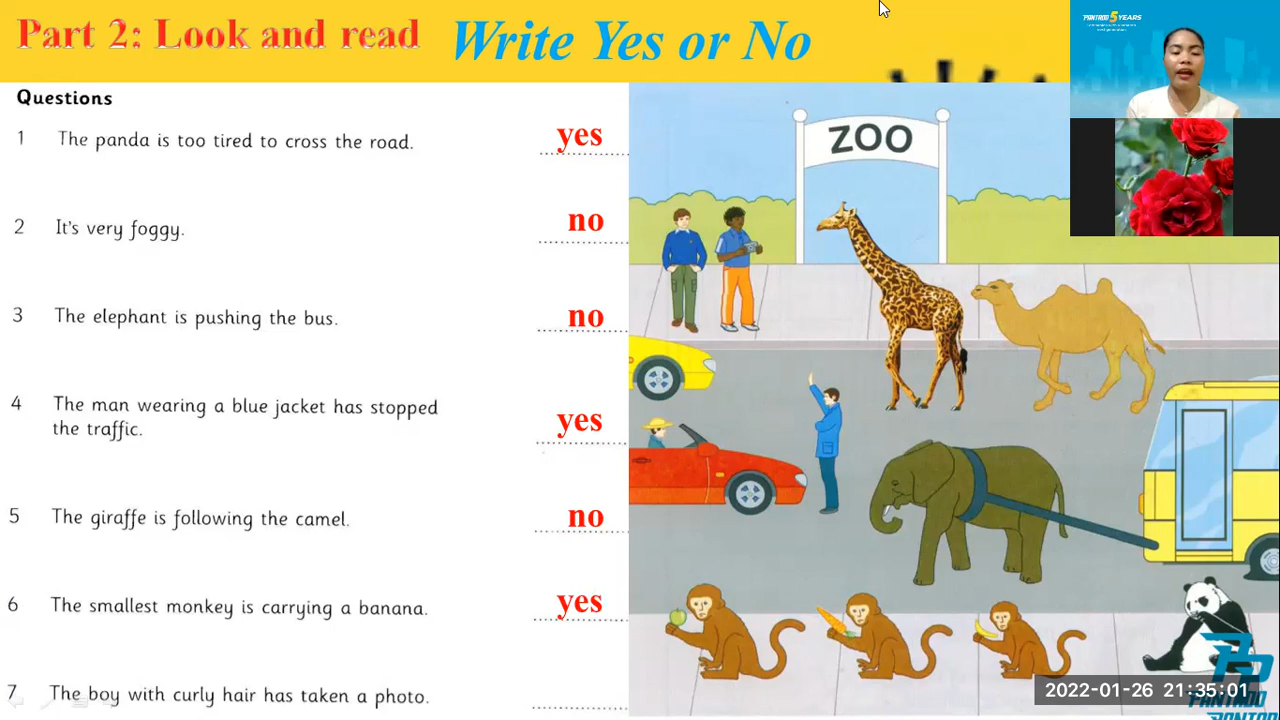 Part 2: Look and read Write Yes or No
PANTADO 5 YEARS
Questions
1 The panda is too tired to cross the road. yes
2 It's very foggy. no
3 The elephant is pushing the bus. no
4 The man wearing a blue jacket has stopped
the traffic. yes
5 The giraffe is following the camel. no
6 The smallest monkey is carrying a banana. yes
7 The boy with curly hair has taken a photo.
ZOO
2022-01-26 21:35:01
PANTADO